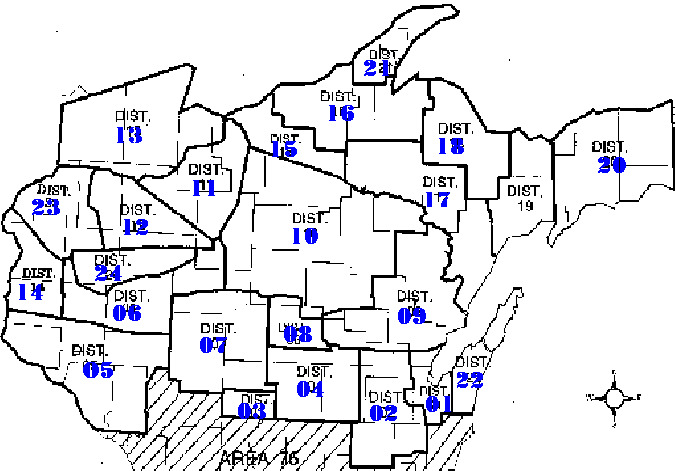 DIST.
21
DIST.
16
DIST.
13
DIST.
18
DIST.
15
DIST.
20
DIST.
11
DIST.
17
DIST.
19
DIST.
23
DIST.
12
DIST.
10
DIST.
24
DIST.
14
DIST.
06
DIST.
09
DIST.
07
08
DIST.
05
DIST.
04
DIST.
22
DIST
03
DIST.
02
DIST
01
AREA 75